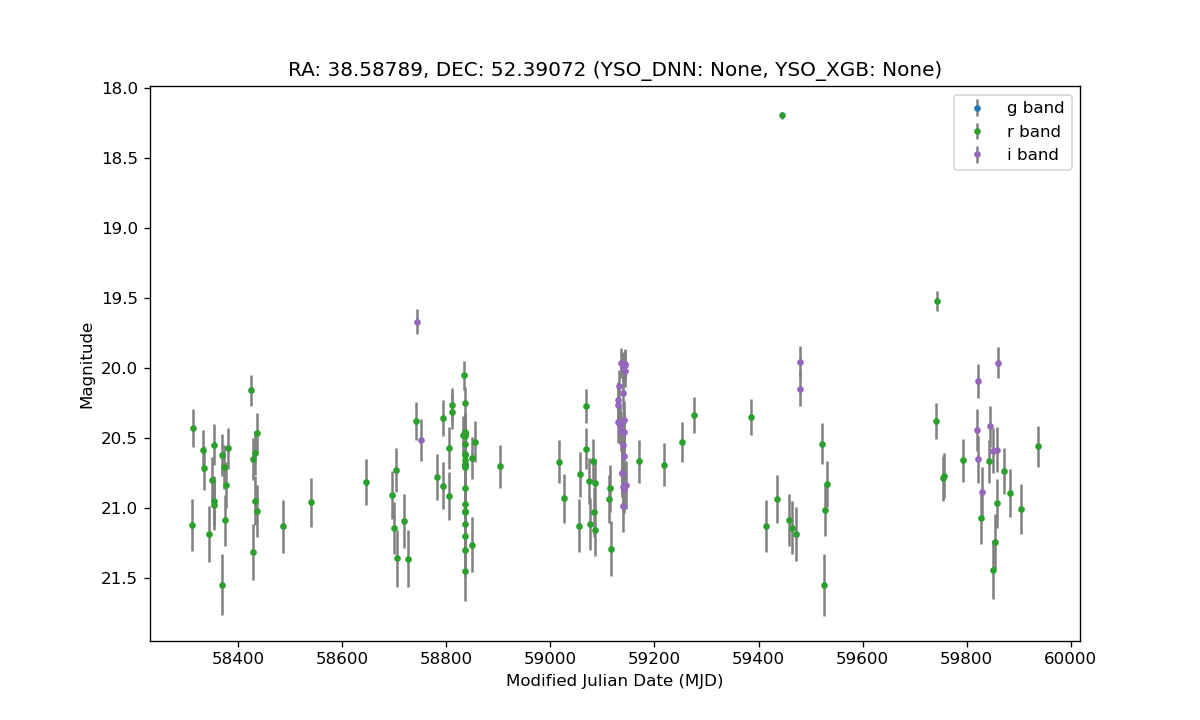 RA: 38.58789, DEC: 52.39072 (YSO_DNN: None, YSO_XGB: None)
18.0
18.5
19.0
19.5
20.0
20.5
21.0
21.5
Magnitude
g band
r band
i band
58400 58600 58800 59000 59200 59400 59600 59800 60000
Modified Julian Date (MJD)